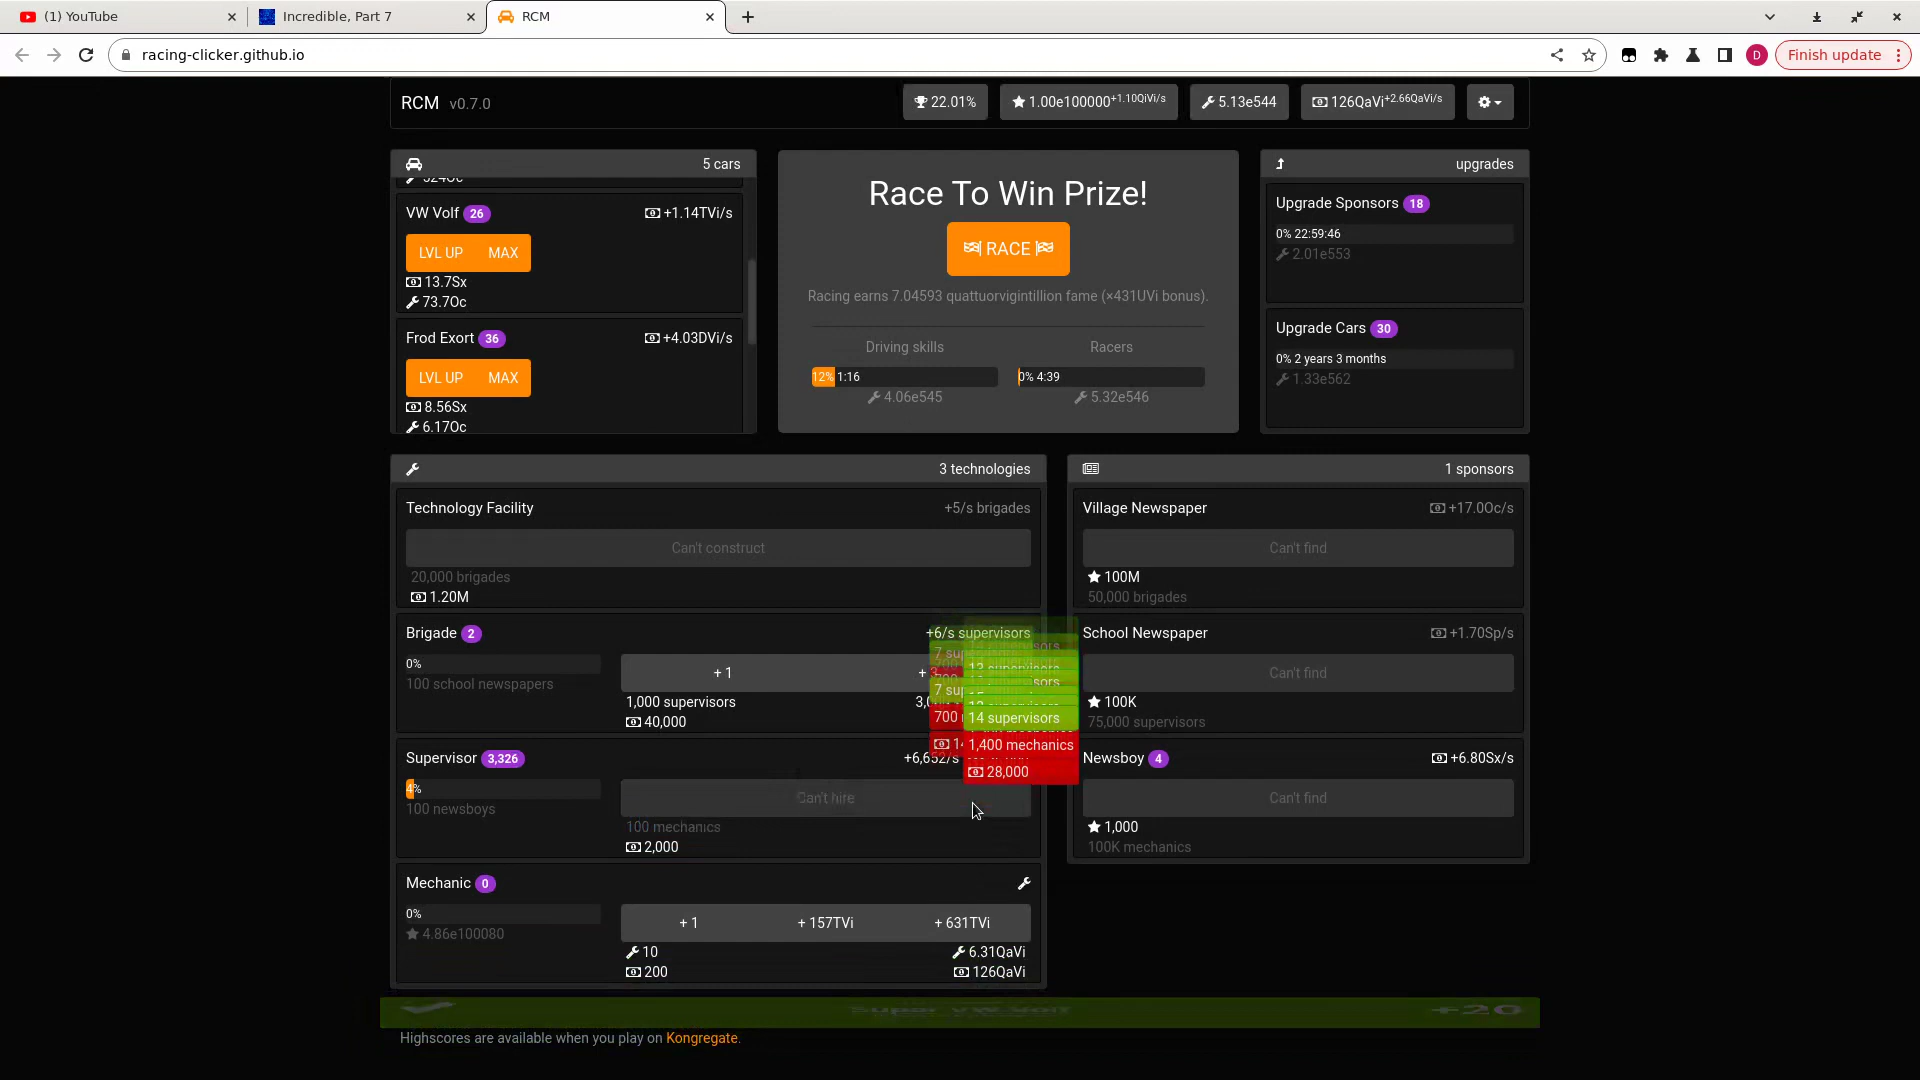 (1) YouTube
Incredible, Part 7
RCM
racing-clicker.github.io
D
Finish update
RCM v0.7.0
22.01%
1.00e100000+1.10QiVi/s
5.13e544
126QaVi+2.66QaVi/s
5 cars
524Oc
VW Volf 26
+1.14TVi/s
LVL UP MAX
13.7Sx
73.7Oc
Frod Exort 36
+4.03DVi/s
LVL UP MAX
8.56Sx
6.17Oc
Race To Win Prize!
RACE
Racing earns 7.04593 quattuorvigintillion fame (×431UVi bonus).
Driving skills
12% 1:16
4.06e545
Racers
0% 4:39
5.32e546
upgrades
Upgrade Sponsors 18
0% 22:59:46
2.01e553
Upgrade Cars 30
0% 2 years 3 months
1.33e562
3 technologies
Technology Facility
+5/s brigades
Can't construct
20,000 brigades
1.20M
Brigade 2
+6/s supervisors
0%
100 school newspapers
+ 1
1,000 supervisors
40,000
7 sup
14 supervisors
1,400 mechanics
28,000
Supervisor 3,326
+6,652/s
4%
100 newsboys
Can't hire
100 mechanics
2,000
Mechanic 0
0%
4.86e100080
+ 1 + 157TVi + 631TVi
10 6.31QaVi
200 126QaVi
1 sponsors
Village Newspaper
+17.0Oc/s
Can't find
100M
50,000 brigades
School Newspaper
+1.70Sp/s
Can't find
100K
75,000 supervisors
Newsboy 4
+6.80Sx/s
Can't find
1,000
100K mechanics
Super VW Volf
+20
Highscores are available when you play on Kongregate.